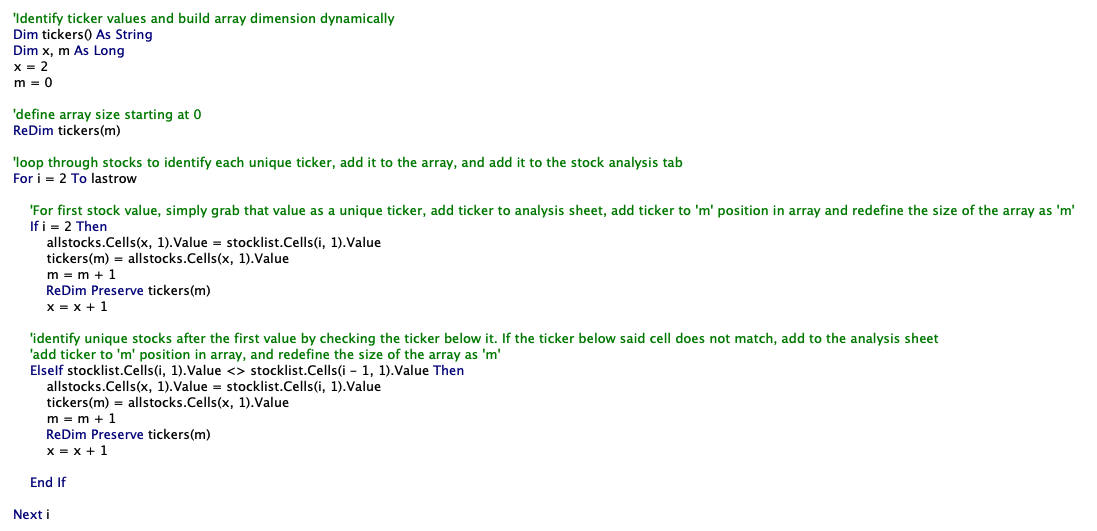 'Identify ticker values and build array dimension dynamically
Dim tickers() As String
Dim x, m As Long
x = 2
m = 0
'define array size starting at 0
ReDim tickers(m)
'loop through stocks to identify each unique ticker, add it to the array, and add it to the stock analysis tab
For i = 2 To lastrow
'For first stock value, simply grab that value as a unique ticker, add ticker to analysis sheet, add ticker to 'm' position in array and redefine the size of the array as 'm'
If i = 2 Then
allstocks.Cells(x, 1).Value = stocklist.Cells(i, 1).Value
tickers(m) = allstocks.Cells(x, 1).Value
m = m + 1
ReDim Preserve tickers(m)
x = x + 1
'identify unique stocks after the first value by checking the ticker below it. If the ticker below said cell does not match, add to the analysis sheet
'add ticker to 'm' position in array, and redefine the size of the array as 'm'
ElseIf stocklist.Cells(i, 1).Value <> stocklist.Cells(i - 1, 1).Value Then
allstocks.Cells(x, 1).Value = stocklist.Cells(i, 1).Value
tickers(m) = allstocks.Cells(x, 1).Value
m = m + 1
ReDim Preserve tickers(m)
x = x + 1
End If
Next i